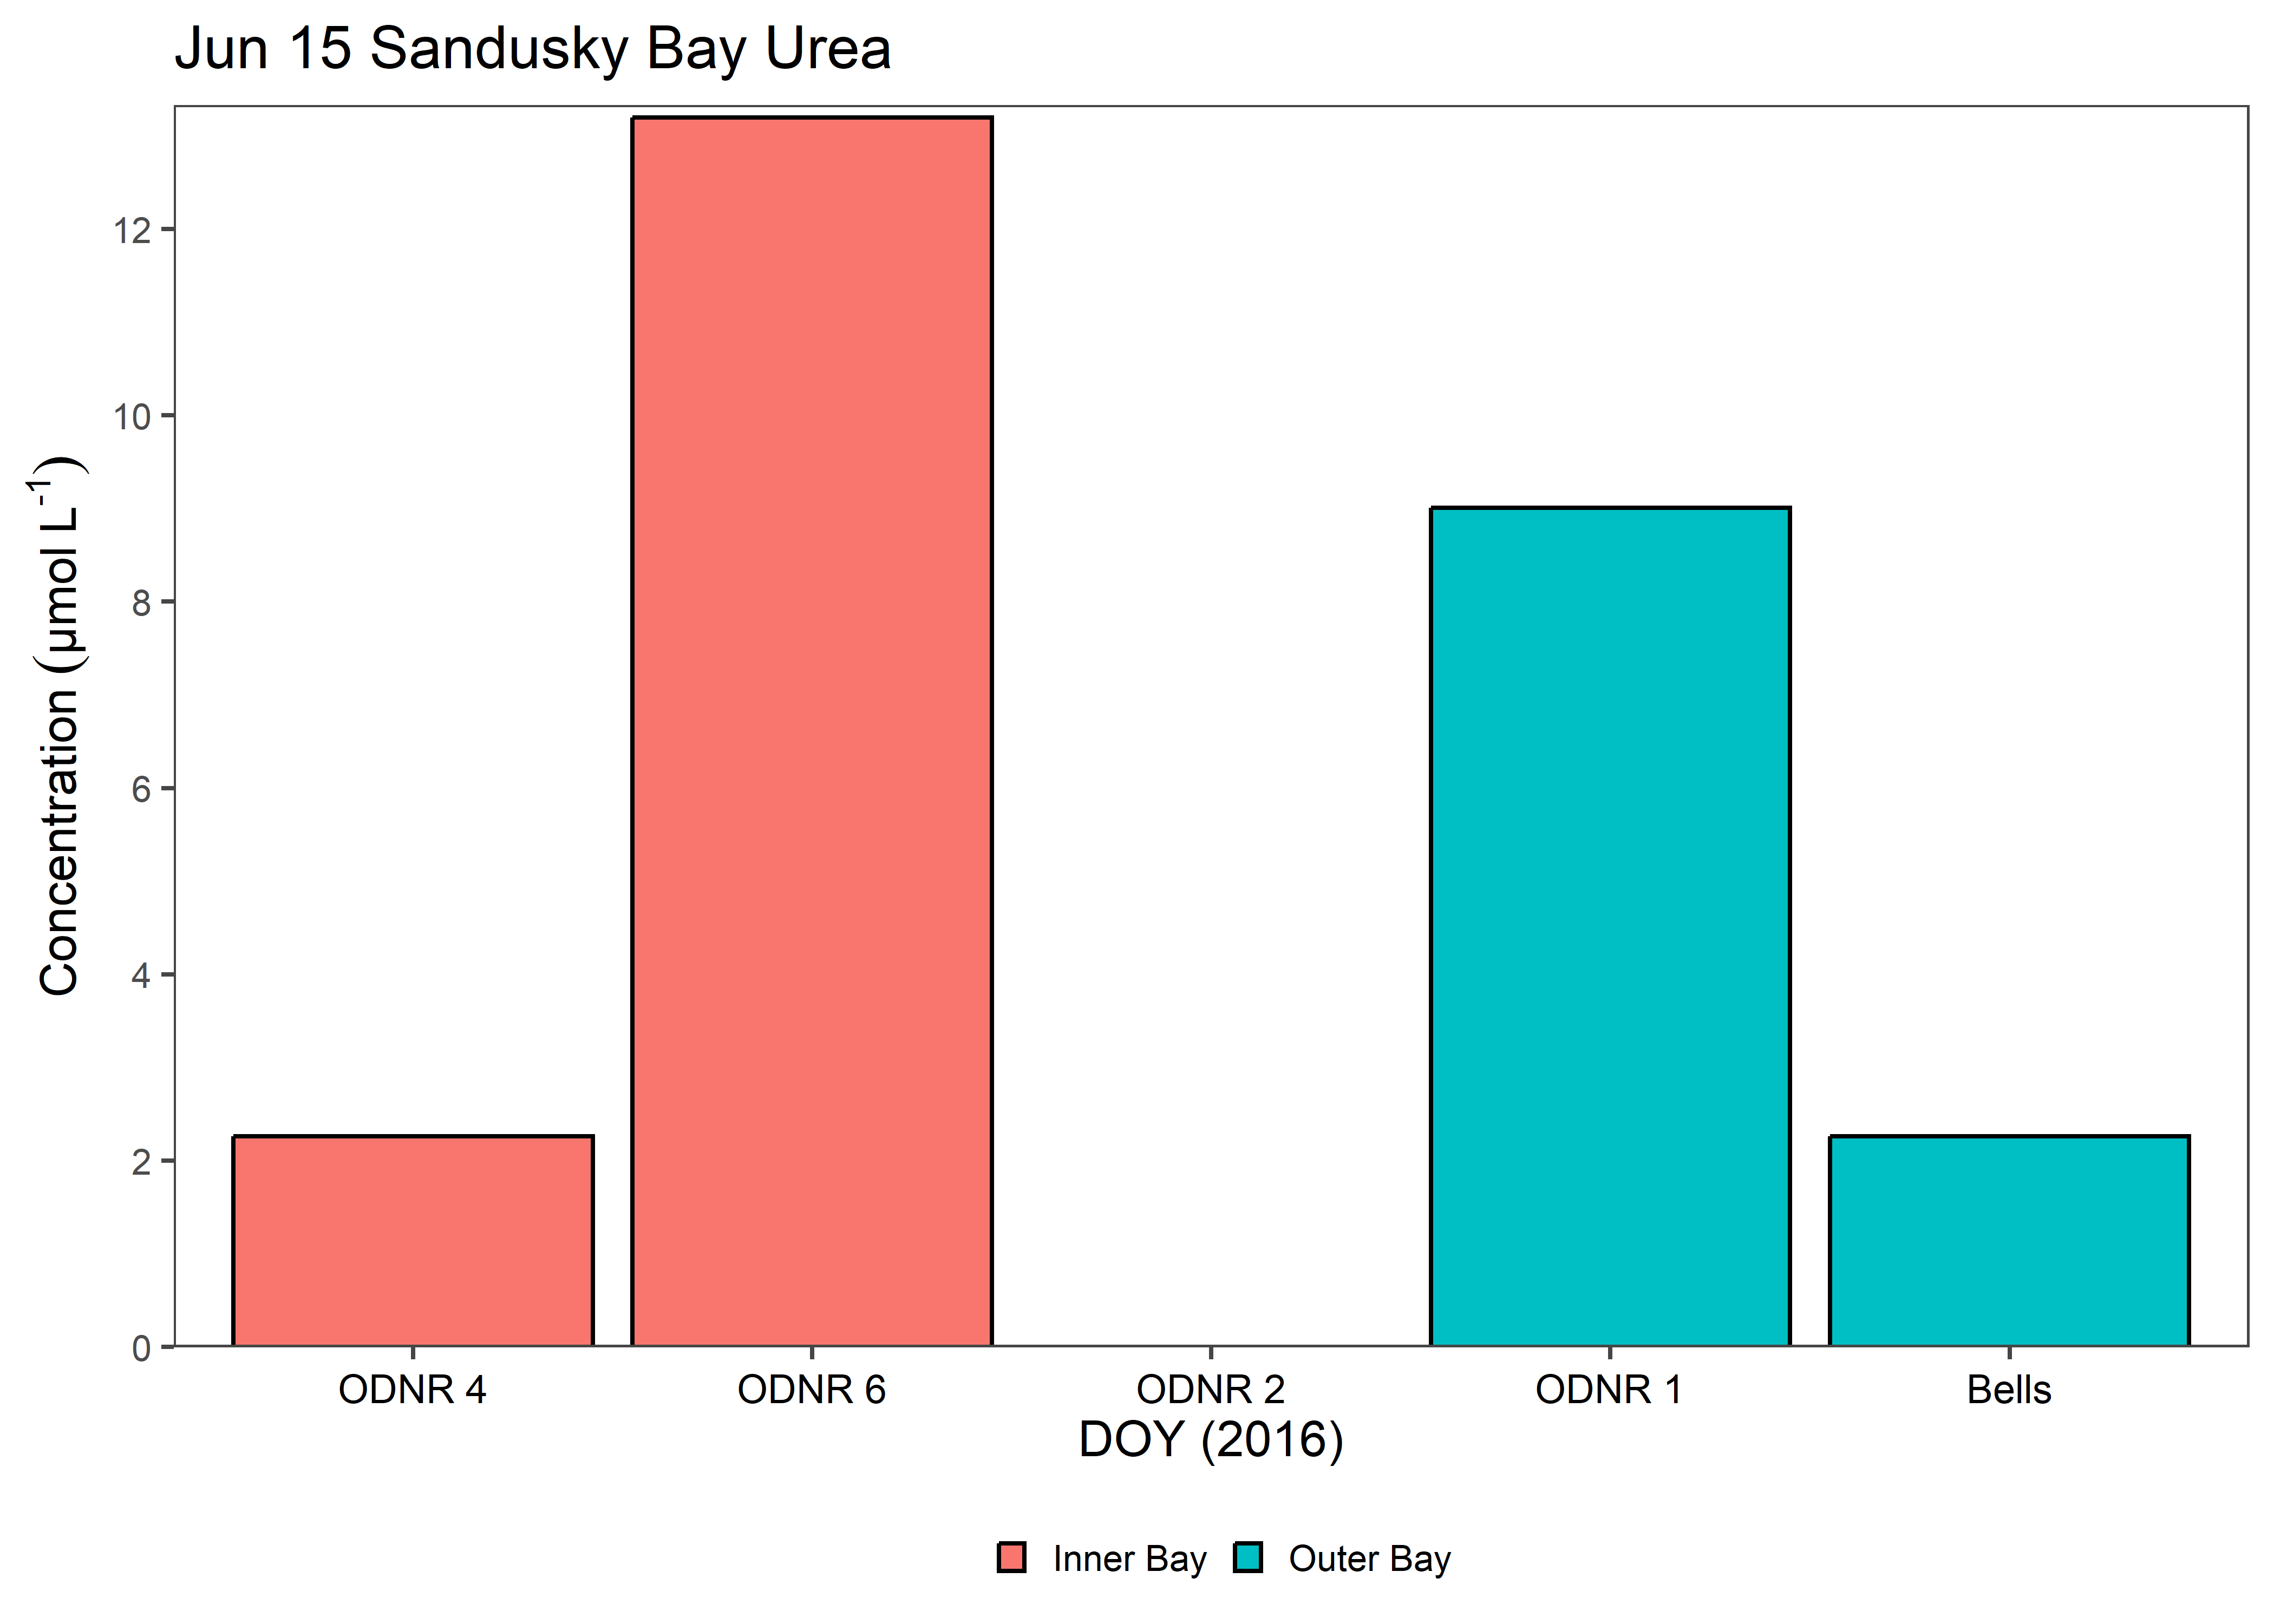 Jun 15 Sandusky Bay Urea
Concentration (µmol L⁻¹)
12
10
8
6
4
2
0
ODNR 4 ODNR 6 ODNR 2 ODNR 1 Bells
DOY (2016)
Inner Bay Outer Bay